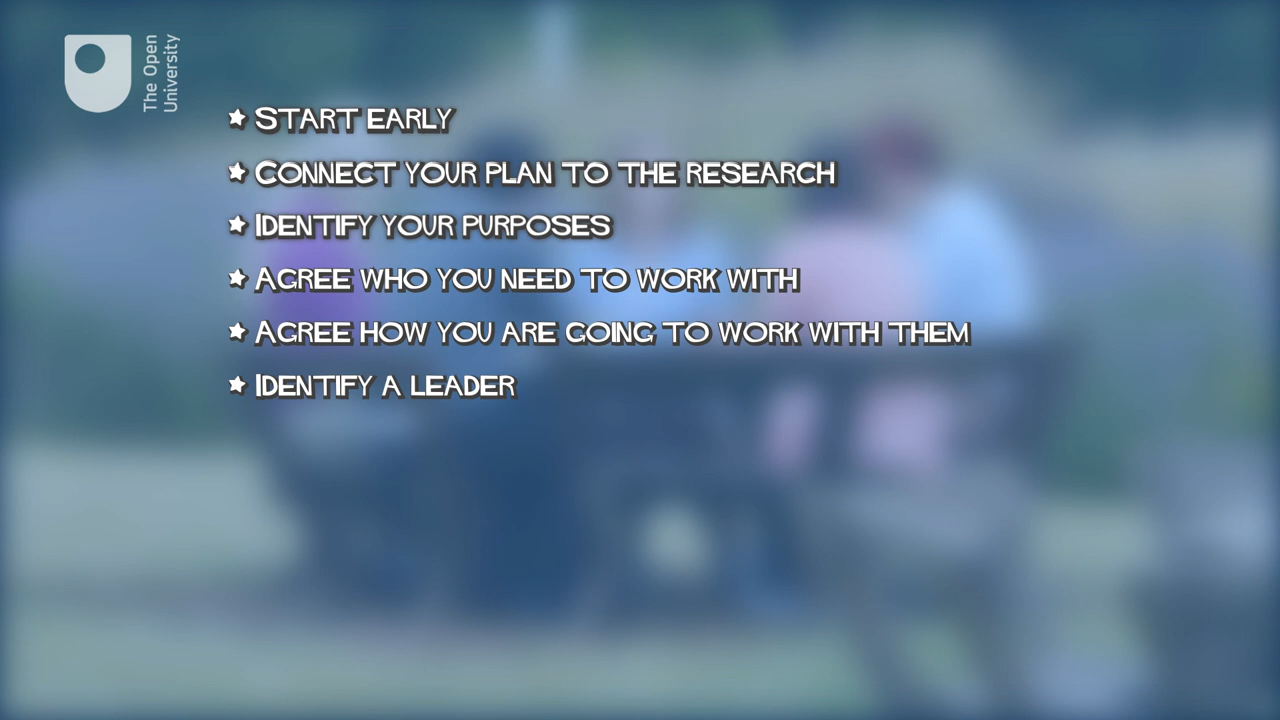 The Open
University
START EARLY
CONNECT YOUR PLAN TO THE RESEARCH
IDENTIFY YOUR PURPOSES
AGREE WHO YOU NEED TO WORK WITH
AGREE HOW YOU ARE GOING TO WORK WITH THEM
IDENTIFY A LEADER